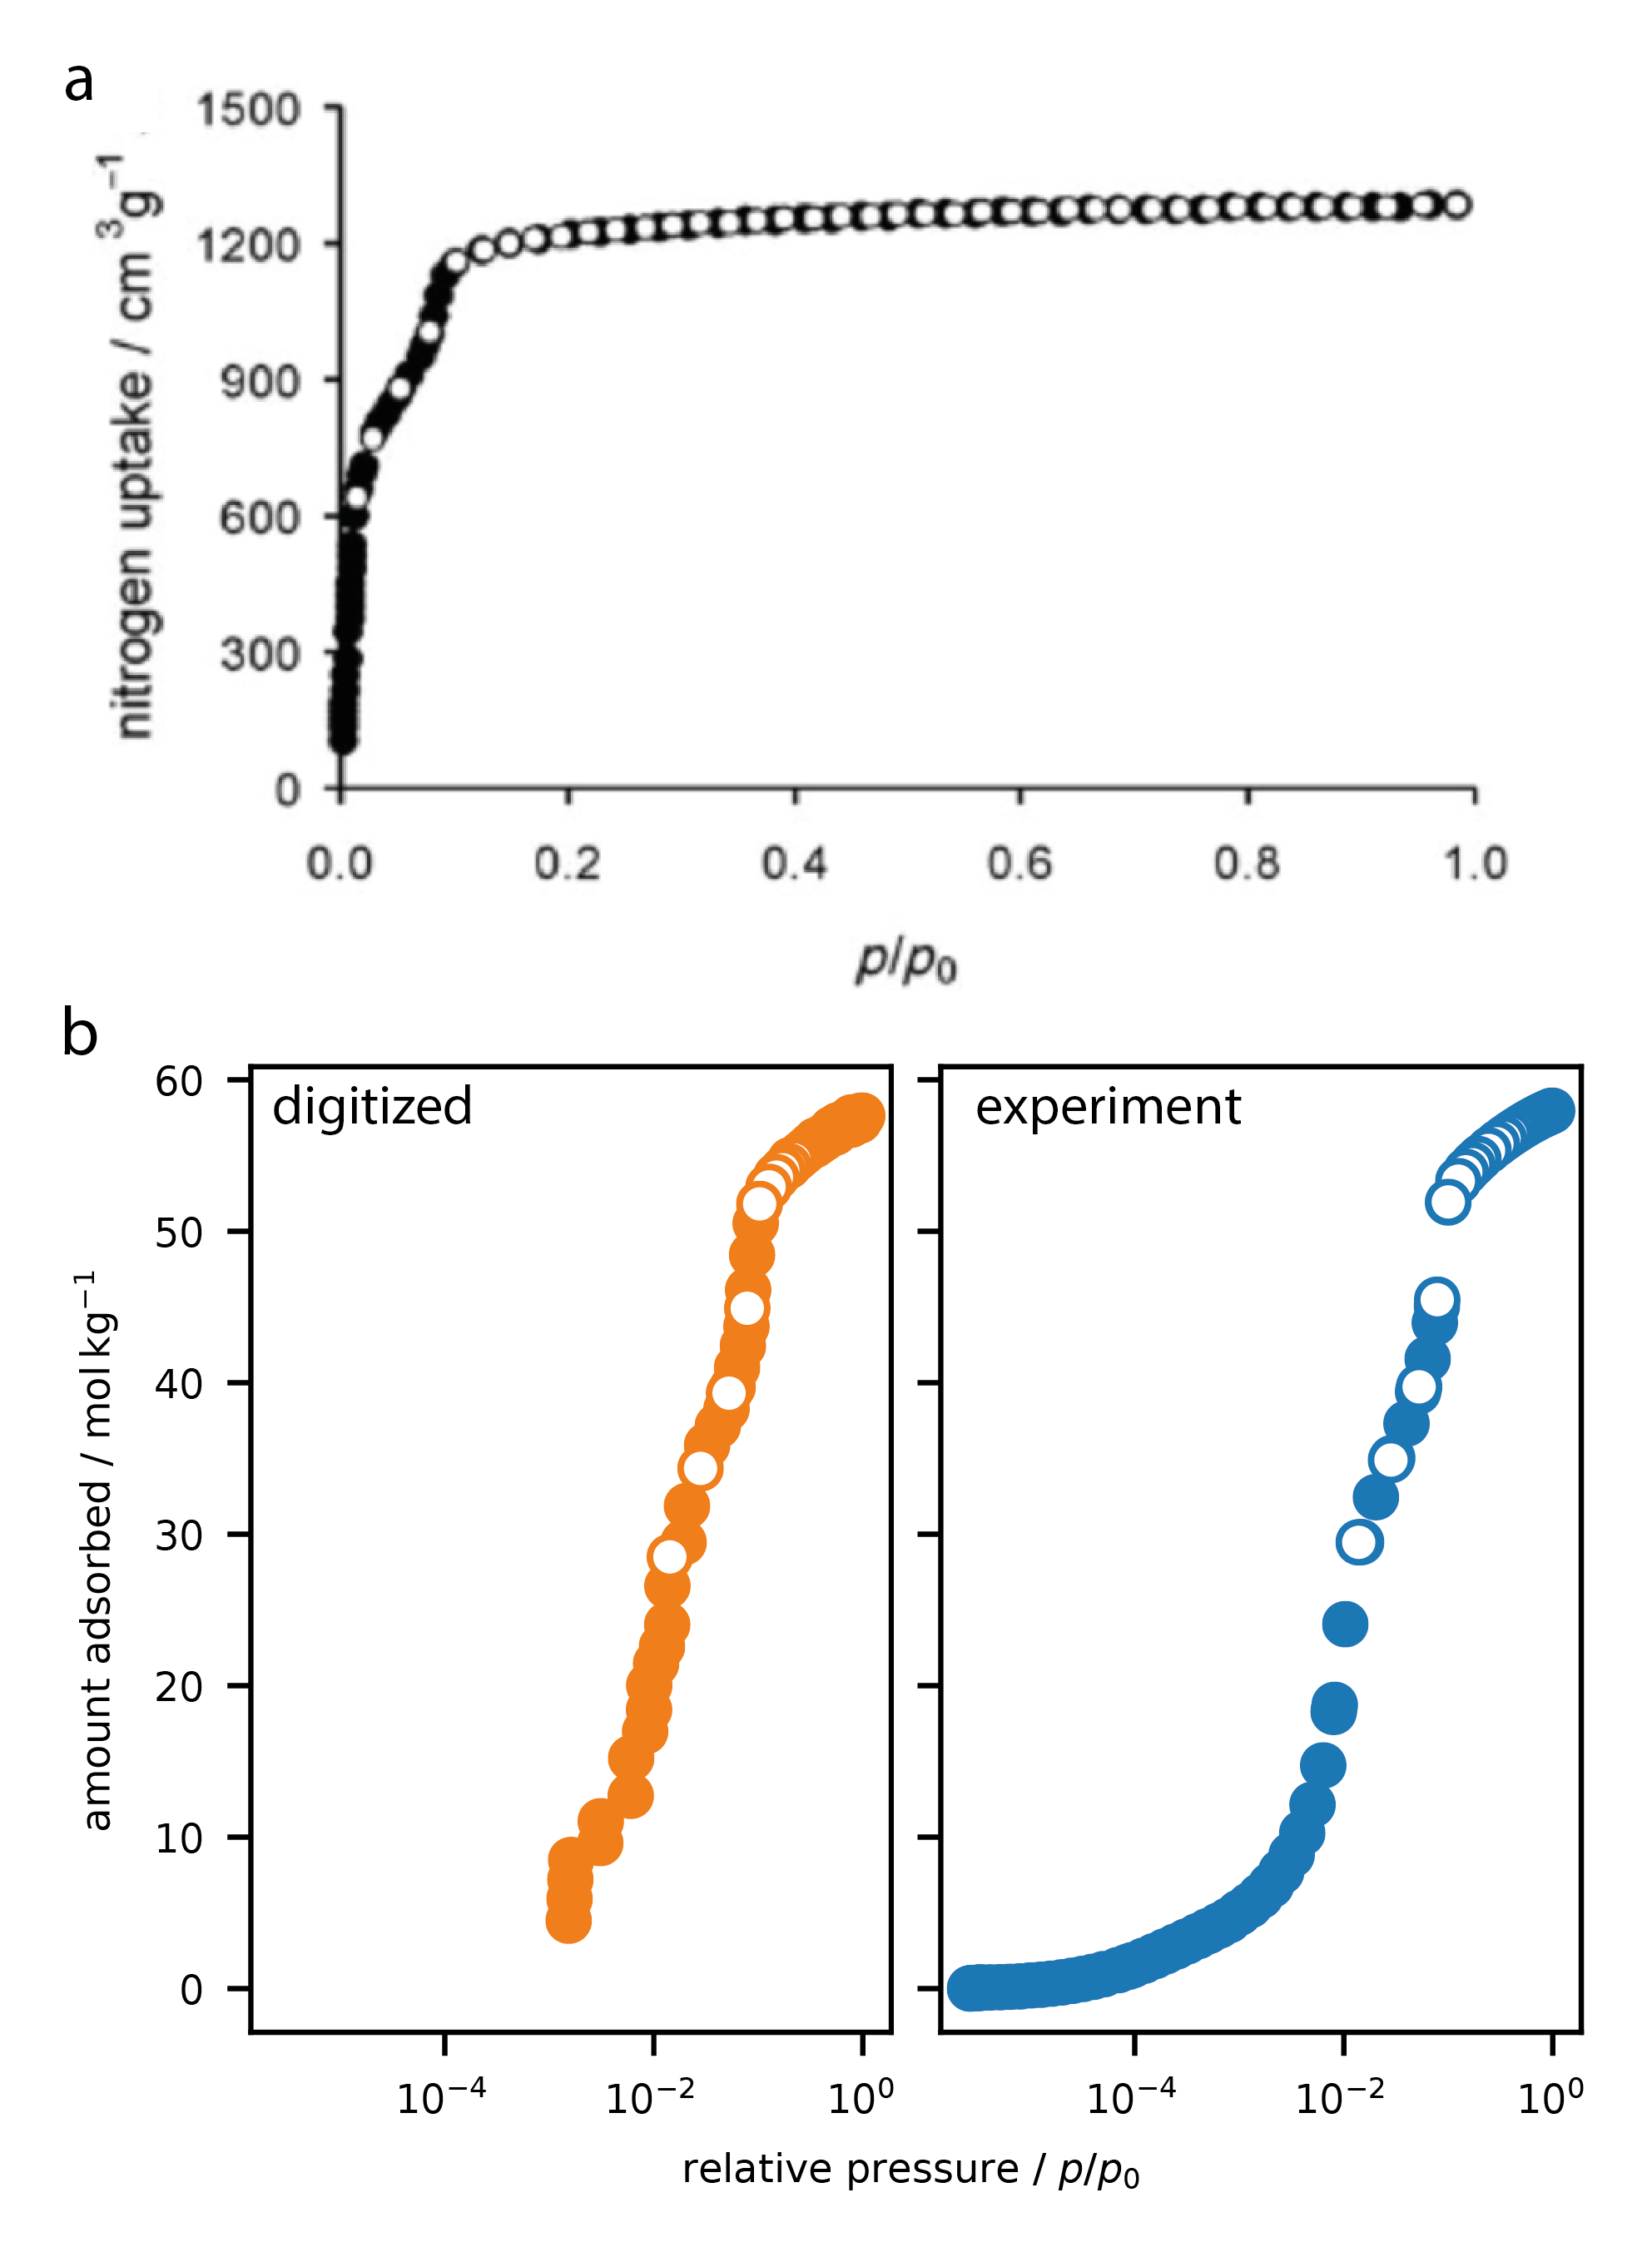 a
1500
1200
900
600
300
0
nitrogen uptake / cm³g⁻¹
0.0 0.2 0.4 0.6 0.8 1.0
p/p₀
b
digitized
experiment
60
50
40
30
20
10
0
amount adsorbed / mol kg⁻¹
10⁻⁴ 10⁻² 10⁰ 10⁻⁴ 10⁻² 10⁰
relative pressure / p/p₀